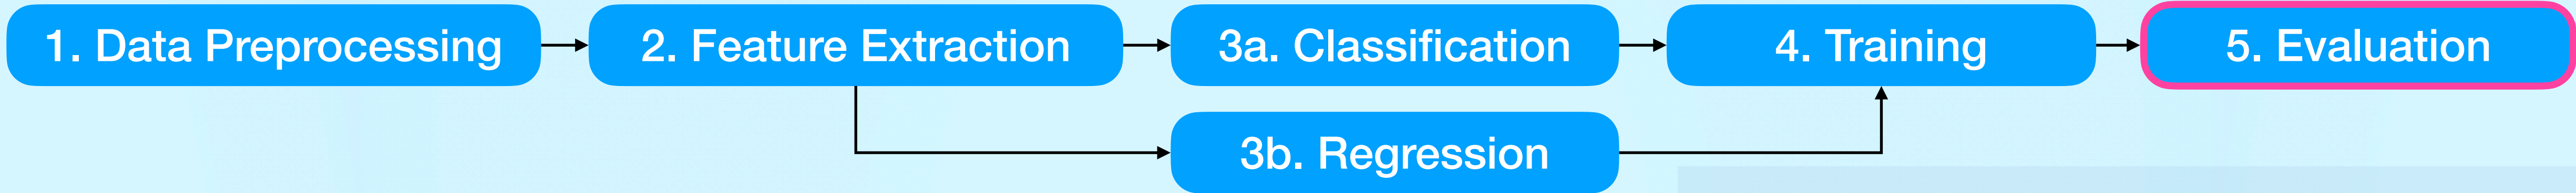 1. Data Preprocessing
2. Feature Extraction
3a. Classification
4. Training
5. Evaluation
3b. Regression